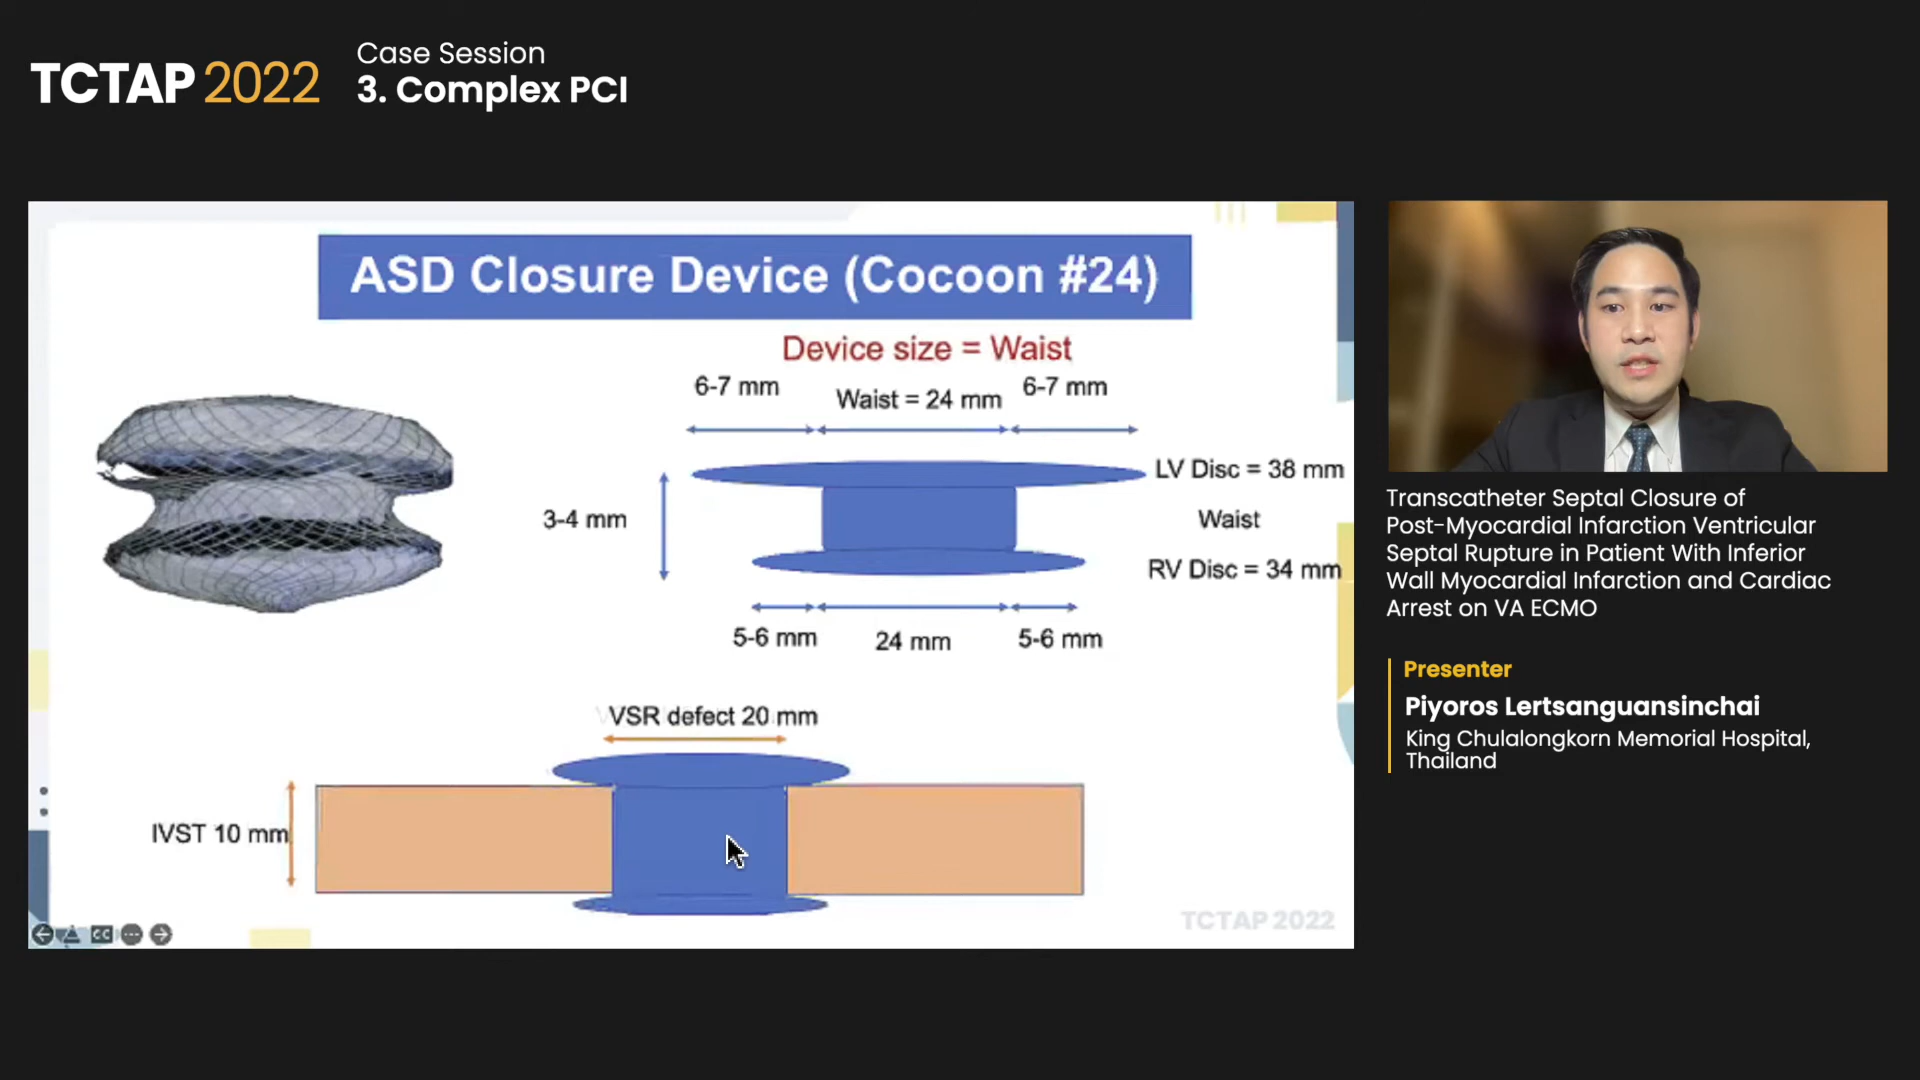 TCTAP 2022
Case Session
3. Complex PCI
ASD Closure Device (Cocoon #24)
Device size = Waist
6-7 mm
Waist = 24 mm
6-7 mm
LV Disc = 38 mm
3-4 mm
Waist
RV Disc = 34 mm
5-6 mm
24 mm
5-6 mm
VSR defect 20 mm
IVST 10 mm
CC
TCTAP 2022
Transcatheter Septal Closure of
Post-Myocardial Infarction Ventricular
Septal Rupture in Patient With Inferior
Wall Myocardial Infarction and Cardiac
Arrest on VA ECMO
Presenter
Piyoros Lertsanguansinchai
King Chulalongkorn Memorial Hospital,
Thailand